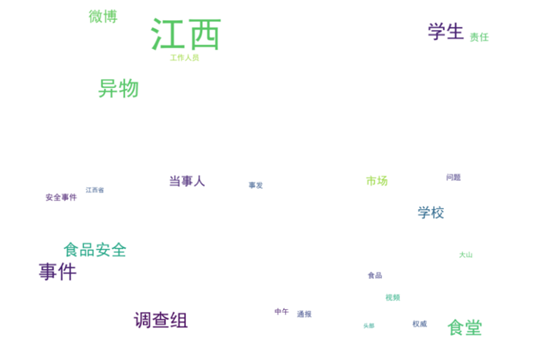 微博
江西
学生
责任
工作人员
异物
当事人
事发
市场
问题
江西省
安全事件
学校
食品安全
大山
事件
食品
视频
中午
通报
调查组
头颅
权威
食堂